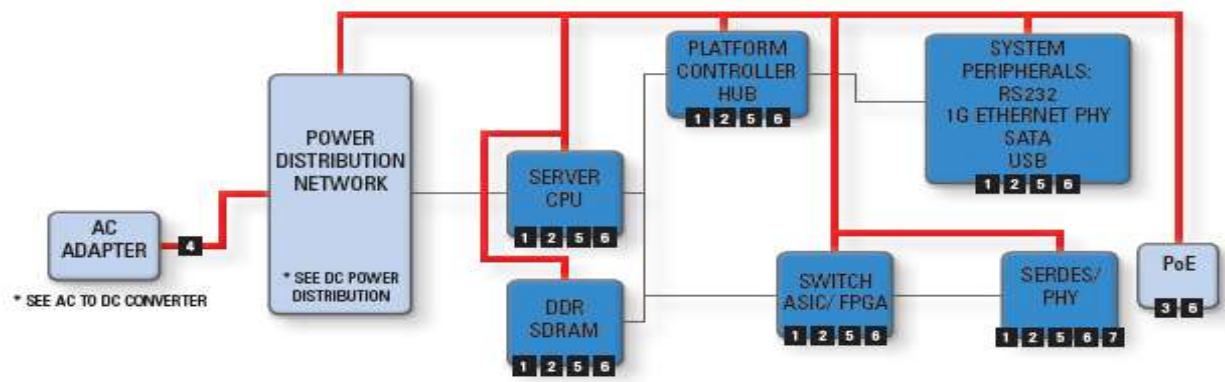 PLATFORM
CONTROLLER
HUB
1 2 5 6
SYSTEM
PERIPHERALS:
RS232
1G ETHERNET PHY
SATA
USB
1 2 5 6
POWER
DISTRIBUTION
NETWORK
* SEE DC POWER
DISTRIBUTION
SERVER
CPU
1 2 5 6
AC
ADAPTER
4
* SEE AC TO DC CONVERTER
DDR
SDRAM
1 2 5 6
SWITCH
ASIC/ FPGA
1 2 5 6
SERDES/
PHY
1 2 5 6 7
PoE
3 6